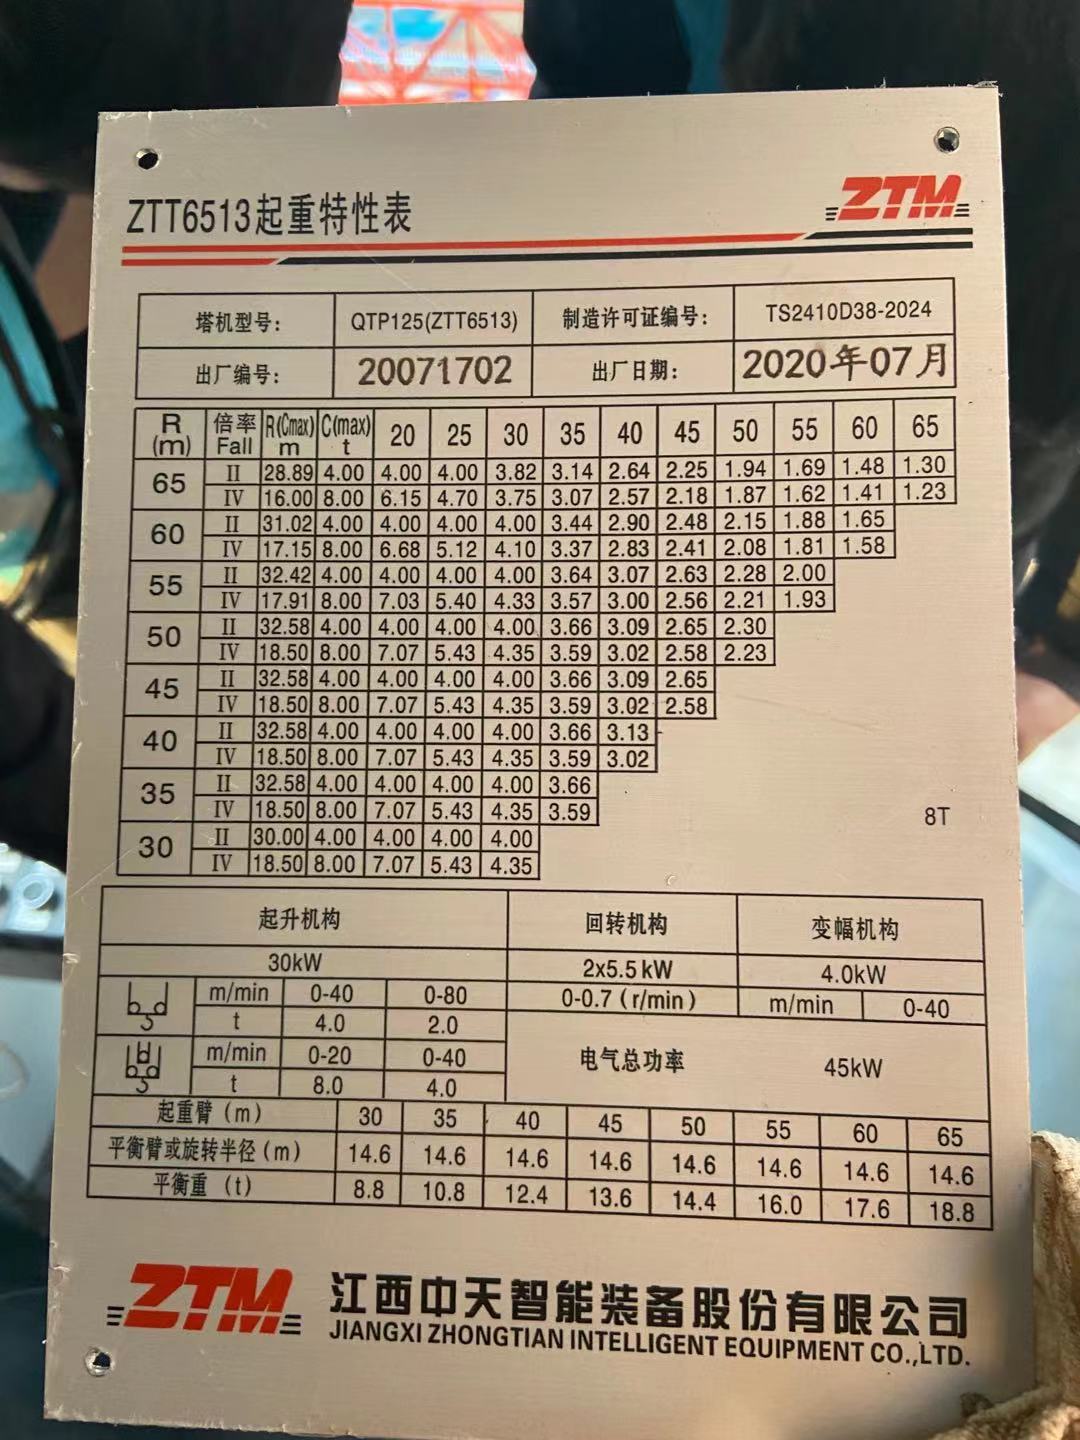 ZTT6513起重特性表
ZTM
塔机型号: QTP125(ZTT6513) 制造许可证编号: TS2410D38-2024
出厂编号: 20071702 出厂日期: 2020年07月
R(m) 倍率Fall R(Cmax)m C(max)t 20 25 30 35 40 45 50 55 60 65
65 II 28.89 4.00 4.00 4.00 3.82 3.14 2.64 2.25 1.94 1.69 1.48 1.30
IV 16.00 8.00 6.15 4.70 3.75 3.07 2.57 2.18 1.87 1.62 1.41 1.23
60 II 31.02 4.00 4.00 4.00 4.00 3.44 2.90 2.48 2.15 1.88 1.65
IV 17.15 8.00 6.68 5.12 4.10 3.37 2.83 2.41 2.08 1.81 1.58
55 II 32.42 4.00 4.00 4.00 4.00 3.64 3.07 2.63 2.28 2.00
IV 17.91 8.00 7.03 5.40 4.33 3.57 3.00 2.56 2.21 1.93
50 II 32.58 4.00 4.00 4.00 4.00 3.66 3.09 2.65 2.30
IV 18.50 8.00 7.07 5.43 4.35 3.59 3.02 2.58 2.23
45 II 32.58 4.00 4.00 4.00 4.00 3.66 3.09 2.65
IV 18.50 8.00 7.07 5.43 4.35 3.59 3.02 2.58
40 II 32.58 4.00 4.00 4.00 4.00 3.66 3.13
IV 18.50 8.00 7.07 5.43 4.35 3.59 3.02
35 II 32.58 4.00 4.00 4.00 4.00 3.66
IV 18.50 8.00 7.07 5.43 4.35 3.59
8T
30 II 30.00 4.00 4.00 4.00 4.00
IV 18.50 8.00 7.07 5.43 4.35
起升机构 回转机构 变幅机构
30kW 2x5.5kW 4.0kW
m/min 0-40 0-80 0-0.7(r/min) m/min 0-40
t 4.0 2.0
m/min 0-20 0-40 电气总功率 45kW
t 8.0 4.0
起重臂(m) 30 35 40 45 50 55 60 65
平衡臂或旋转半径(m) 14.6 14.6 14.6 14.6 14.6 14.6 14.6 14.6
平衡重(t) 8.8 10.8 12.4 13.6 14.4 16.0 17.6 18.8
ZTM 江西中天智能装备股份有限公司
JIANGXI ZHONGTIAN INTELLIGENT EQUIPMENT CO.,LTD.